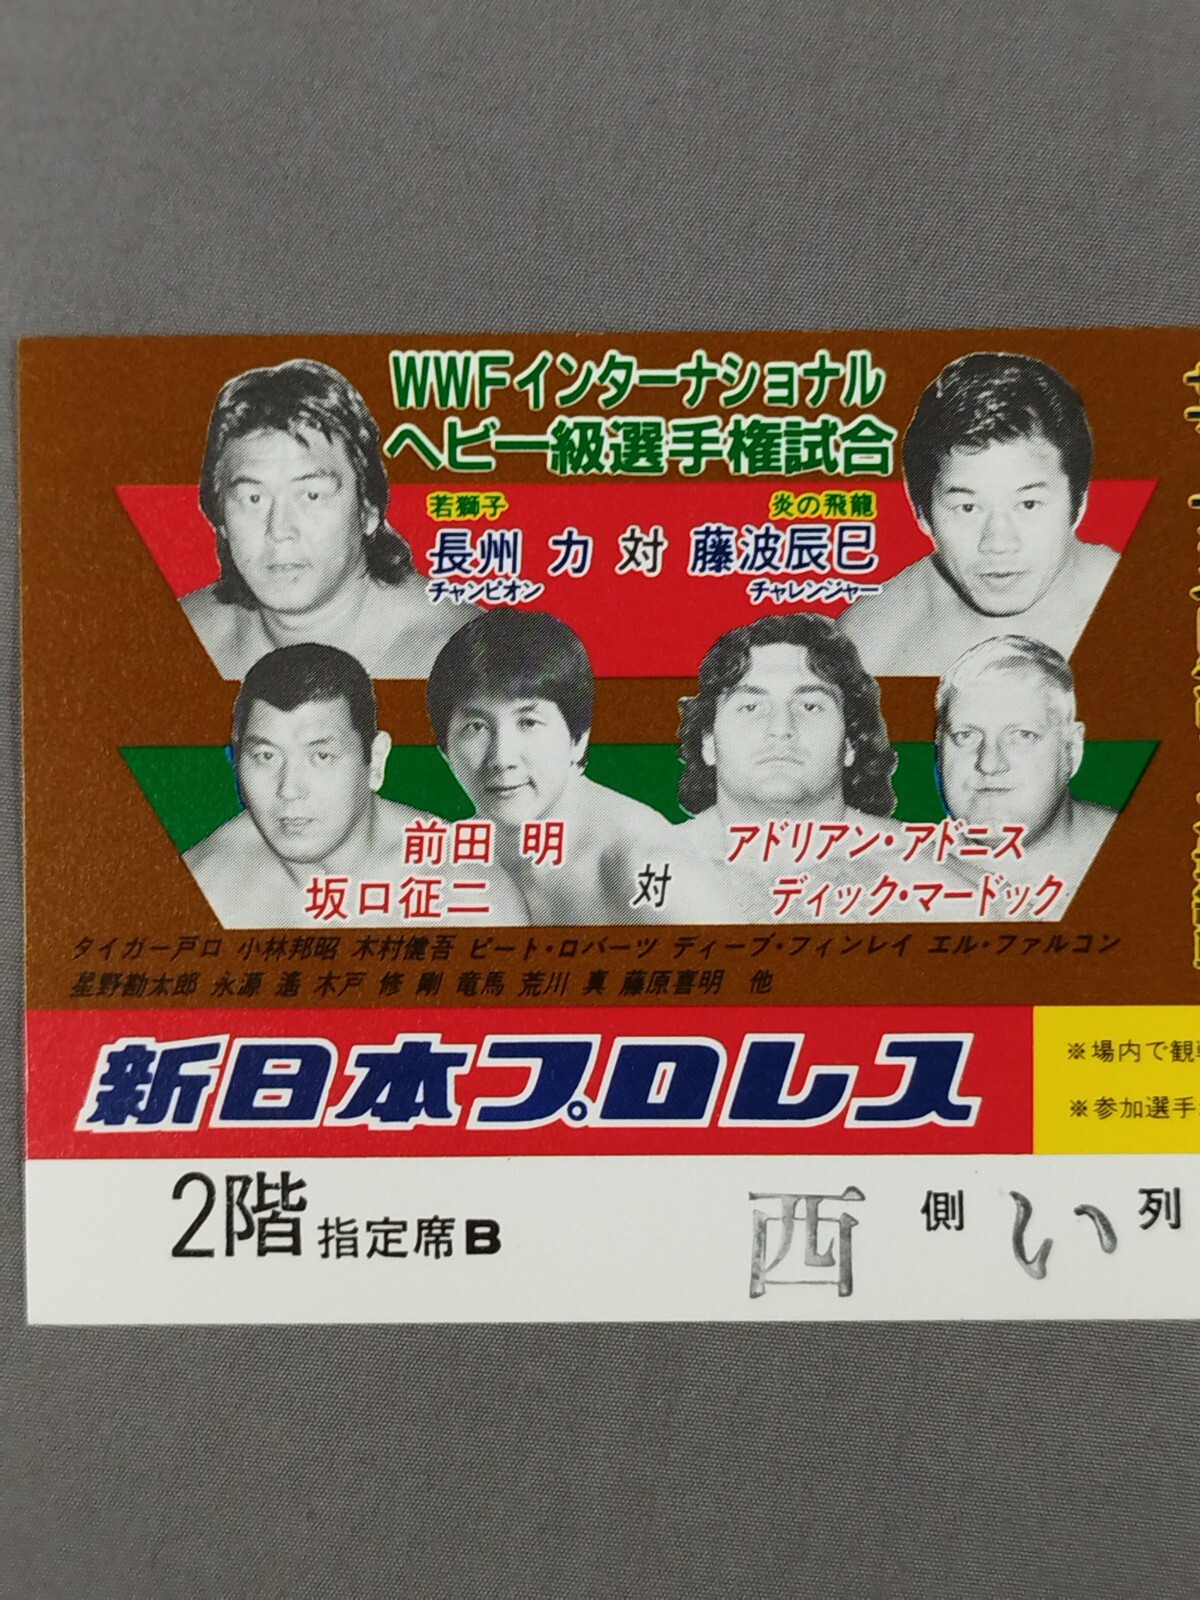 WWFインターナショナル
ヘビー級選手権試合
若獅子 炎の飛龍
長州 力 対 藤波辰巳
チャンピオン チャレンジャー
前田 明 アドリアン・アドニス
坂口征二 対 ディック・マードック
タイガー戸口 小林邦昭 木村健吾 ピート・ロバーツ デイーブ・フィンレイ エル・ファルコン
星野勘太郎 永源 遙 木戸 修 剛 竜馬 荒川 真 藤原喜明 他
新日本プロレス
※場内で観戦
※参加選手
2階 指定席B 西 側 い 列